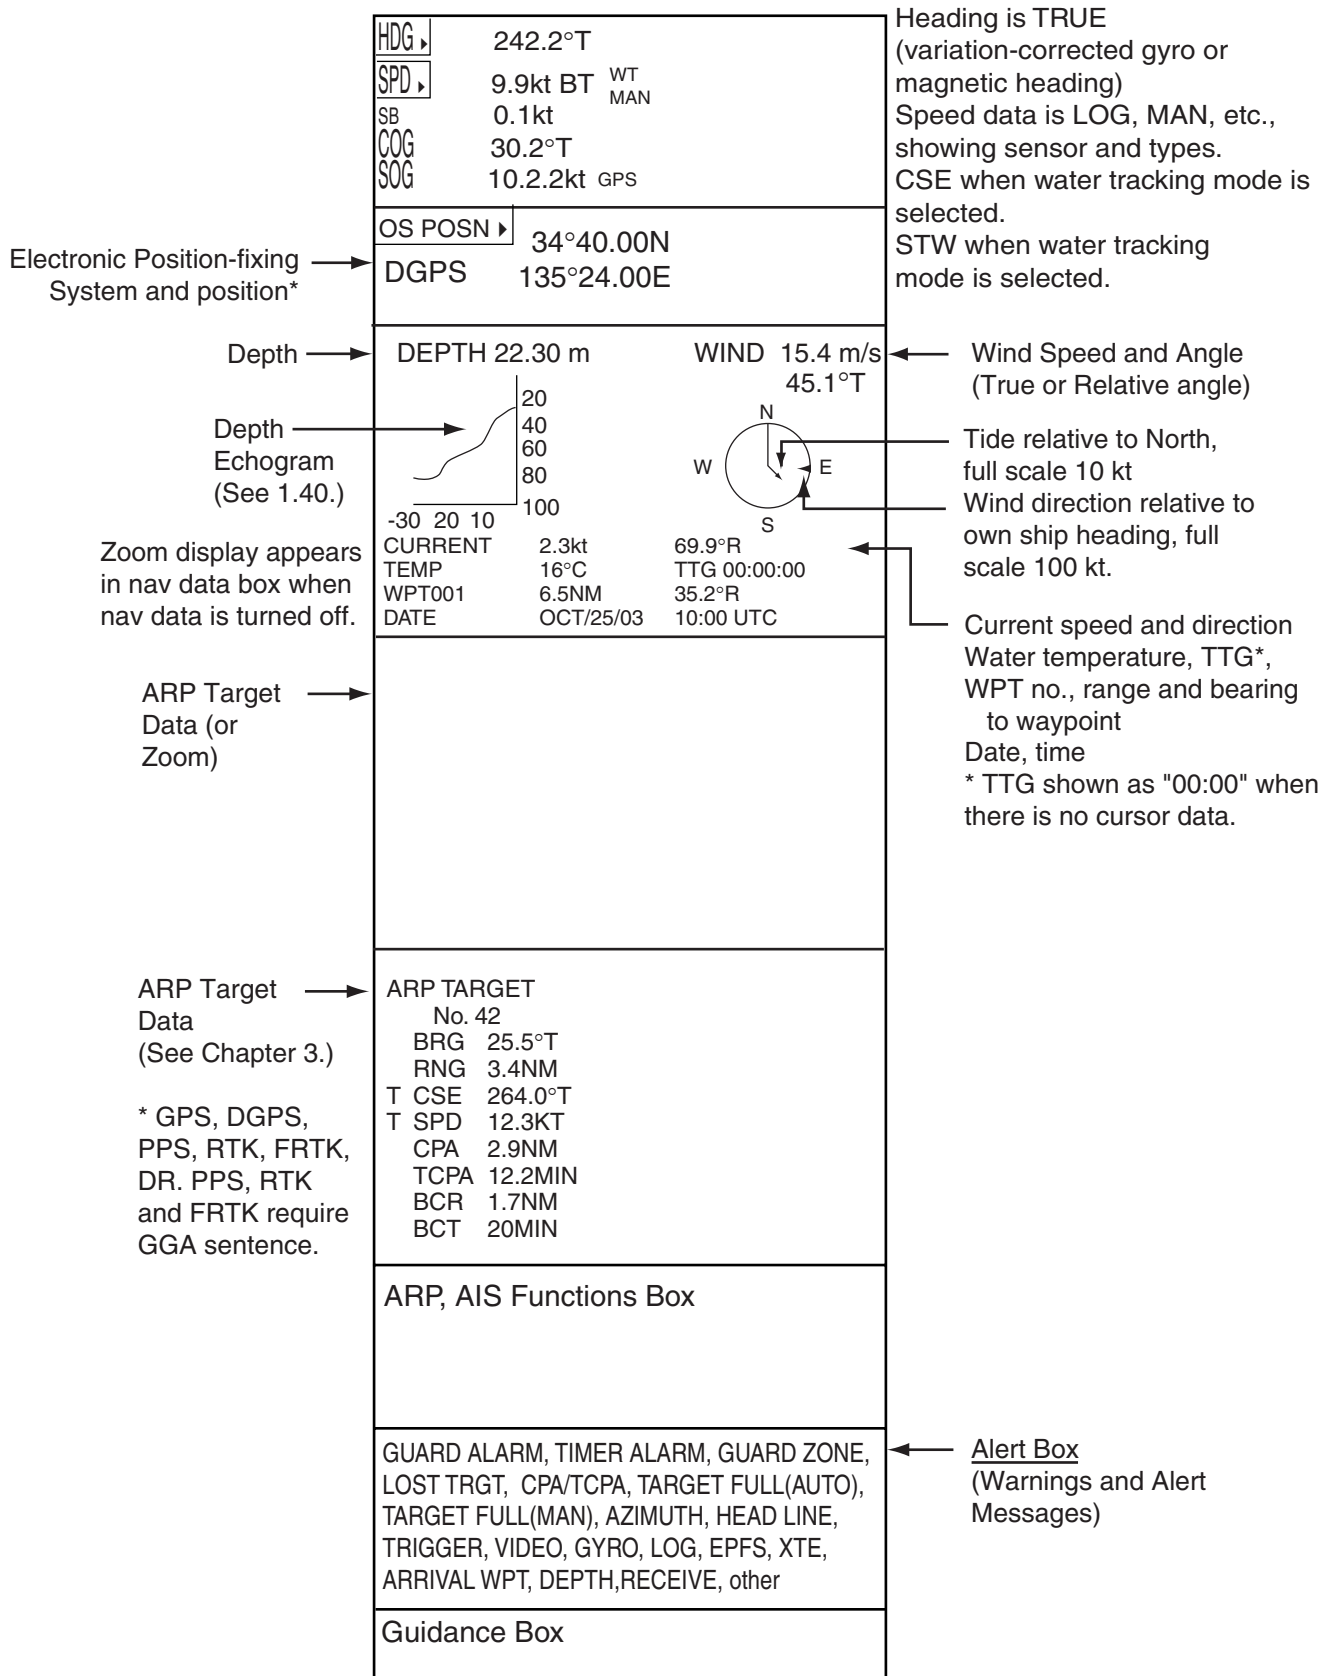 HDG 242.2°T
SPD 9.9kt BT WT
MAN
SB 0.1kt
COG 30.2°T
SOG 10.2.2kt GPS
Heading is TRUE
(variation-corrected gyro or
magnetic heading)
Speed data is LOG, MAN, etc.,
showing sensor and types.
CSE when water tracking mode is
selected.
STW when water tracking
mode is selected.
Electronic Position-fixing
System and position*
OS POSN
34°40.00N
DGPS 135°24.00E
Depth
DEPTH 22.30 m
WIND 15.4 m/s
45.1°T
Wind Speed and Angle
(True or Relative angle)
Depth
Echogram
(See 1.40.)
20
40
60
80
100
-30 20 10
N
W E
S
Tide relative to North,
full scale 10 kt
Wind direction relative to
own ship heading, full
scale 100 kt.
Zoom display appears
in nav data box when
nav data is turned off.
CURRENT 2.3kt 69.9°R
TEMP 16°C TTG 00:00:00
WPT001 6.5NM 35.2°R
DATE OCT/25/03 10:00 UTC
Current speed and direction
Water temperature, TTG*,
WPT no., range and bearing
to waypoint
Date, time
* TTG shown as "00:00" when
there is no cursor data.
ARP Target
Data (or
Zoom)
ARP Target
Data
(See Chapter 3.)
* GPS, DGPS,
PPS, RTK, FRTK,
DR. PPS, RTK
and FRTK require
GGA sentence.
ARP TARGET
No. 42
BRG 25.5°T
RNG 3.4NM
T CSE 264.0°T
T SPD 12.3KT
CPA 2.9NM
TCPA 12.2MIN
BCR 1.7NM
BCT 20MIN
ARP, AIS Functions Box
GUARD ALARM, TIMER ALARM, GUARD ZONE,
LOST TRGT, CPA/TCPA, TARGET FULL(AUTO),
TARGET FULL(MAN), AZIMUTH, HEAD LINE,
TRIGGER, VIDEO, GYRO, LOG, EPFS, XTE,
ARRIVAL WPT, DEPTH,RECEIVE, other
Alert Box
(Warnings and Alert
Messages)
Guidance Box